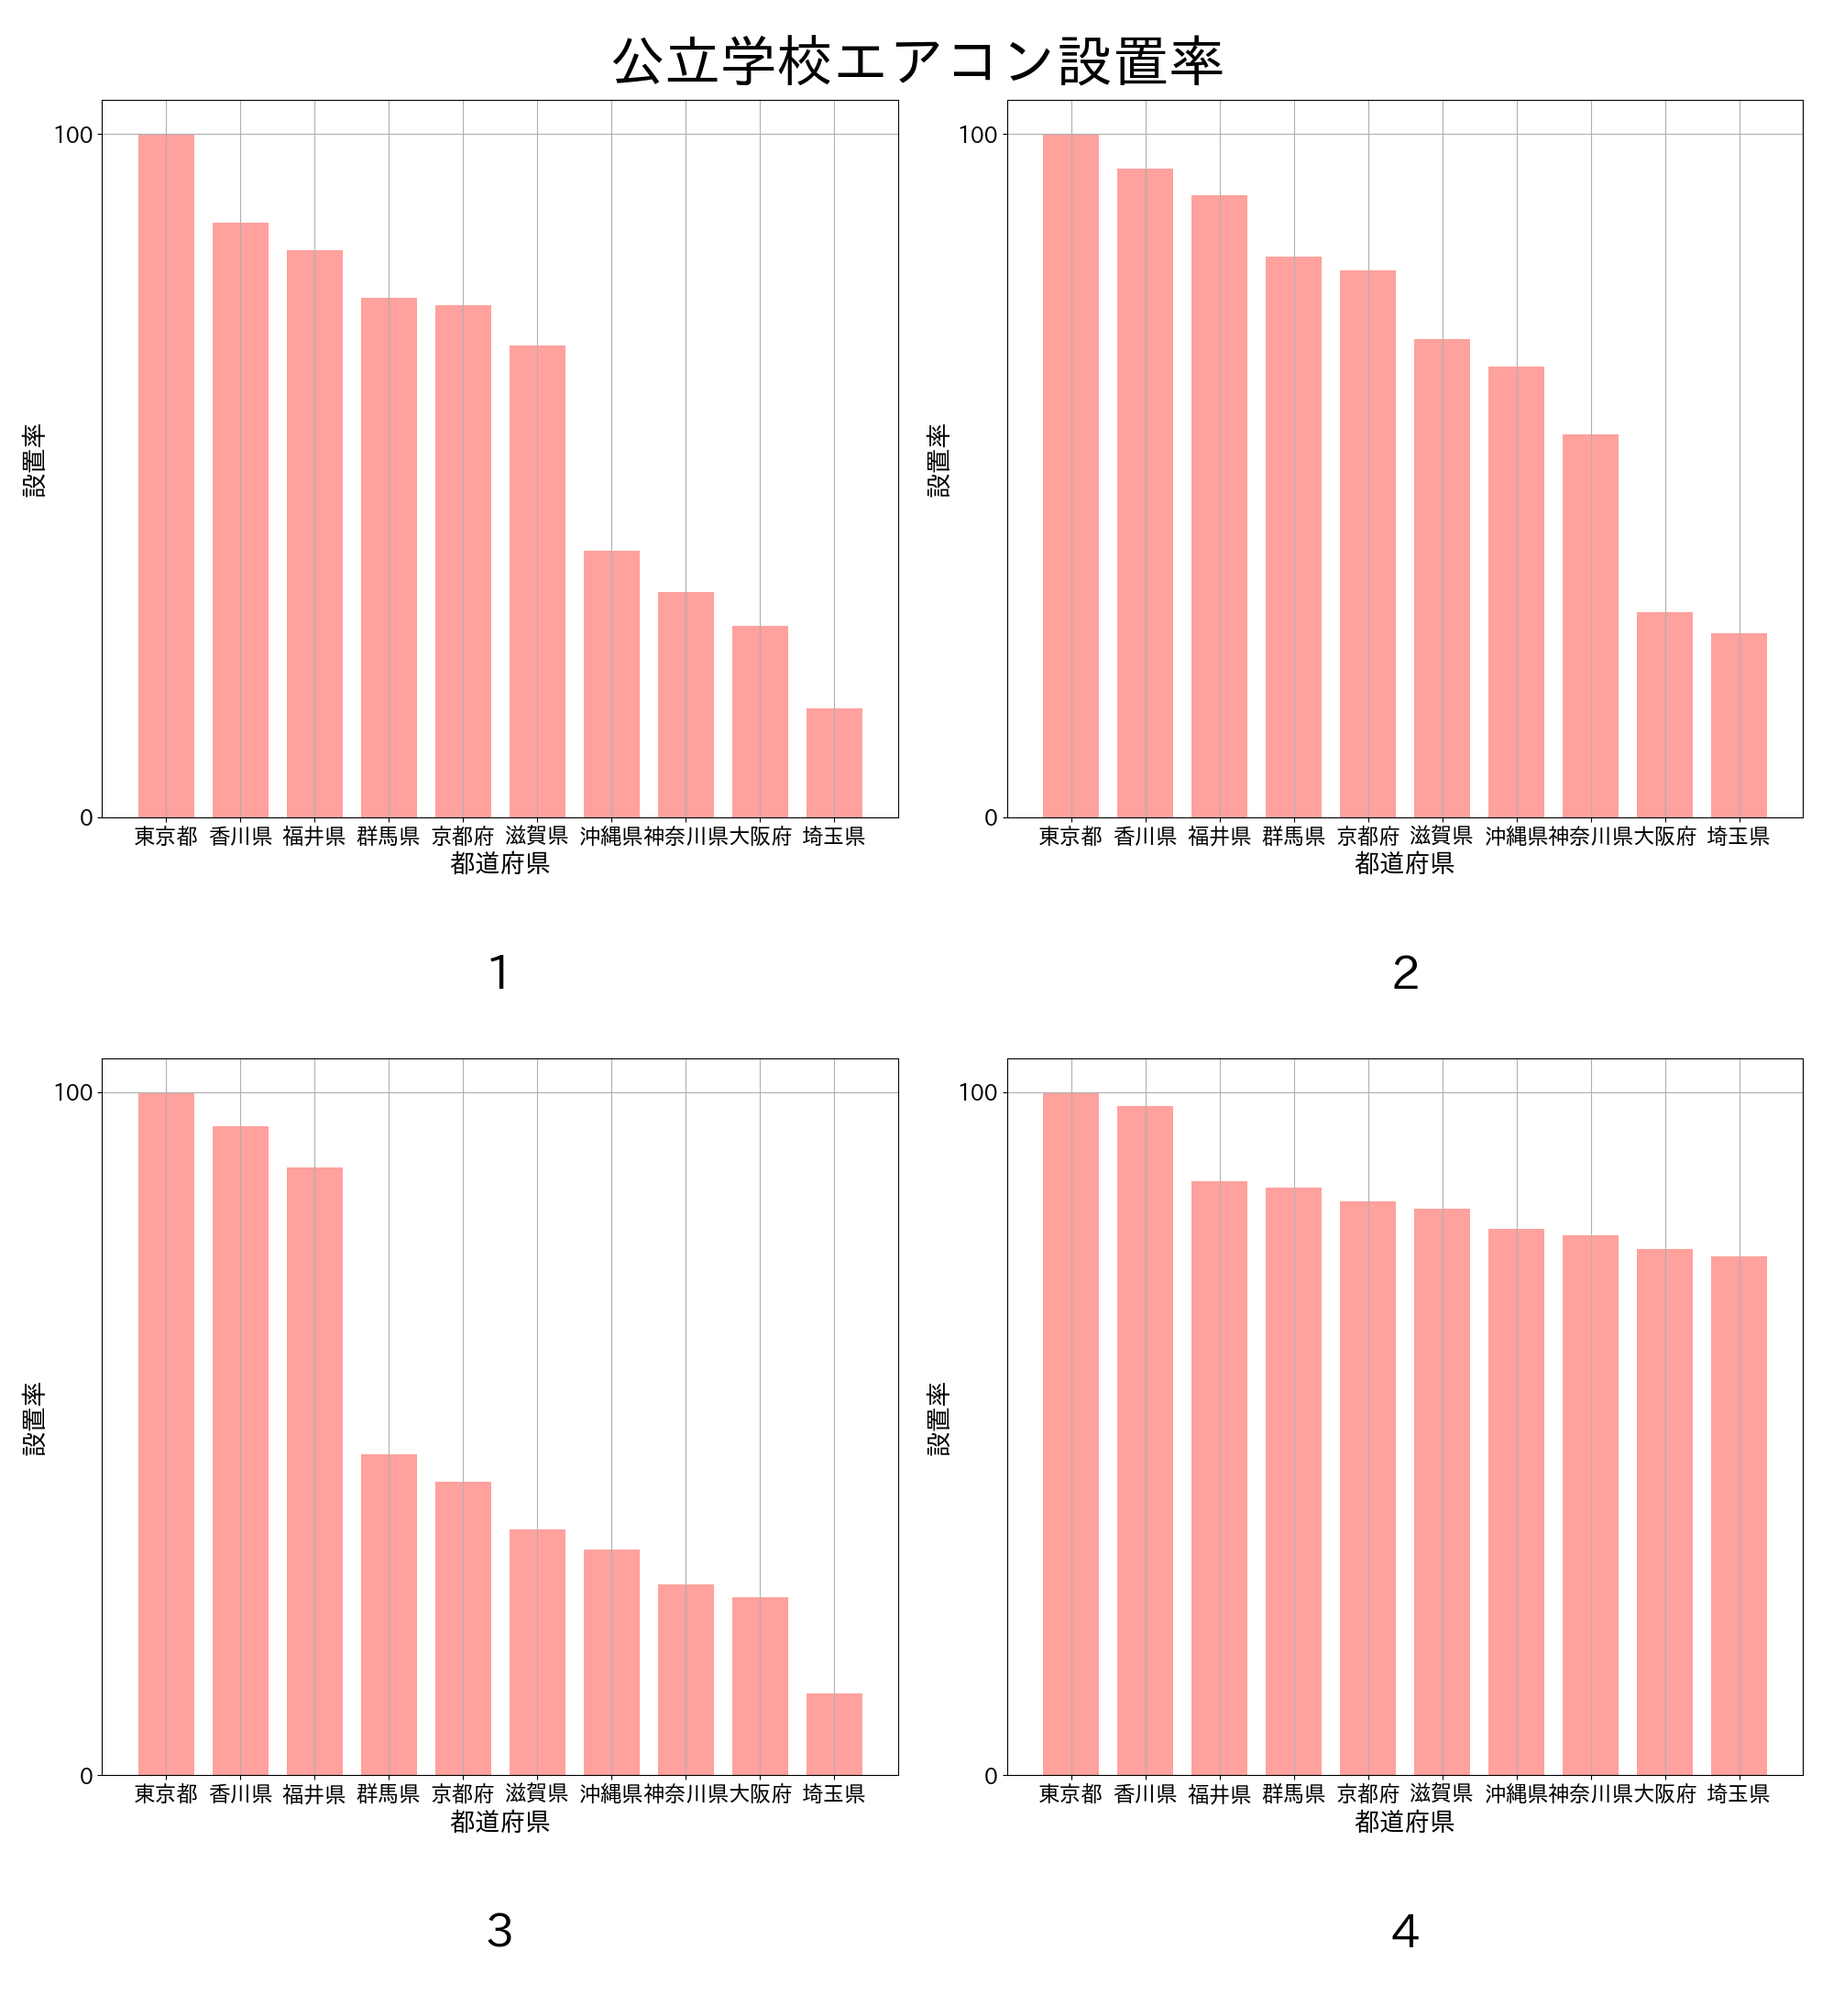 公立学校エアコン設置率
100
0
設置率
東京都 香川県 福井県 群馬県 京都府 滋賀県 沖縄県 神奈川県 大阪府 埼玉県
都道府県
1
100
0
設置率
東京都 香川県 福井県 群馬県 京都府 滋賀県 沖縄県 神奈川県 大阪府 埼玉県
都道府県
2
100
0
設置率
東京都 香川県 福井県 群馬県 京都府 滋賀県 沖縄県 神奈川県 大阪府 埼玉県
都道府県
3
100
0
設置率
東京都 香川県 福井県 群馬県 京都府 滋賀県 沖縄県 神奈川県 大阪府 埼玉県
都道府県
4